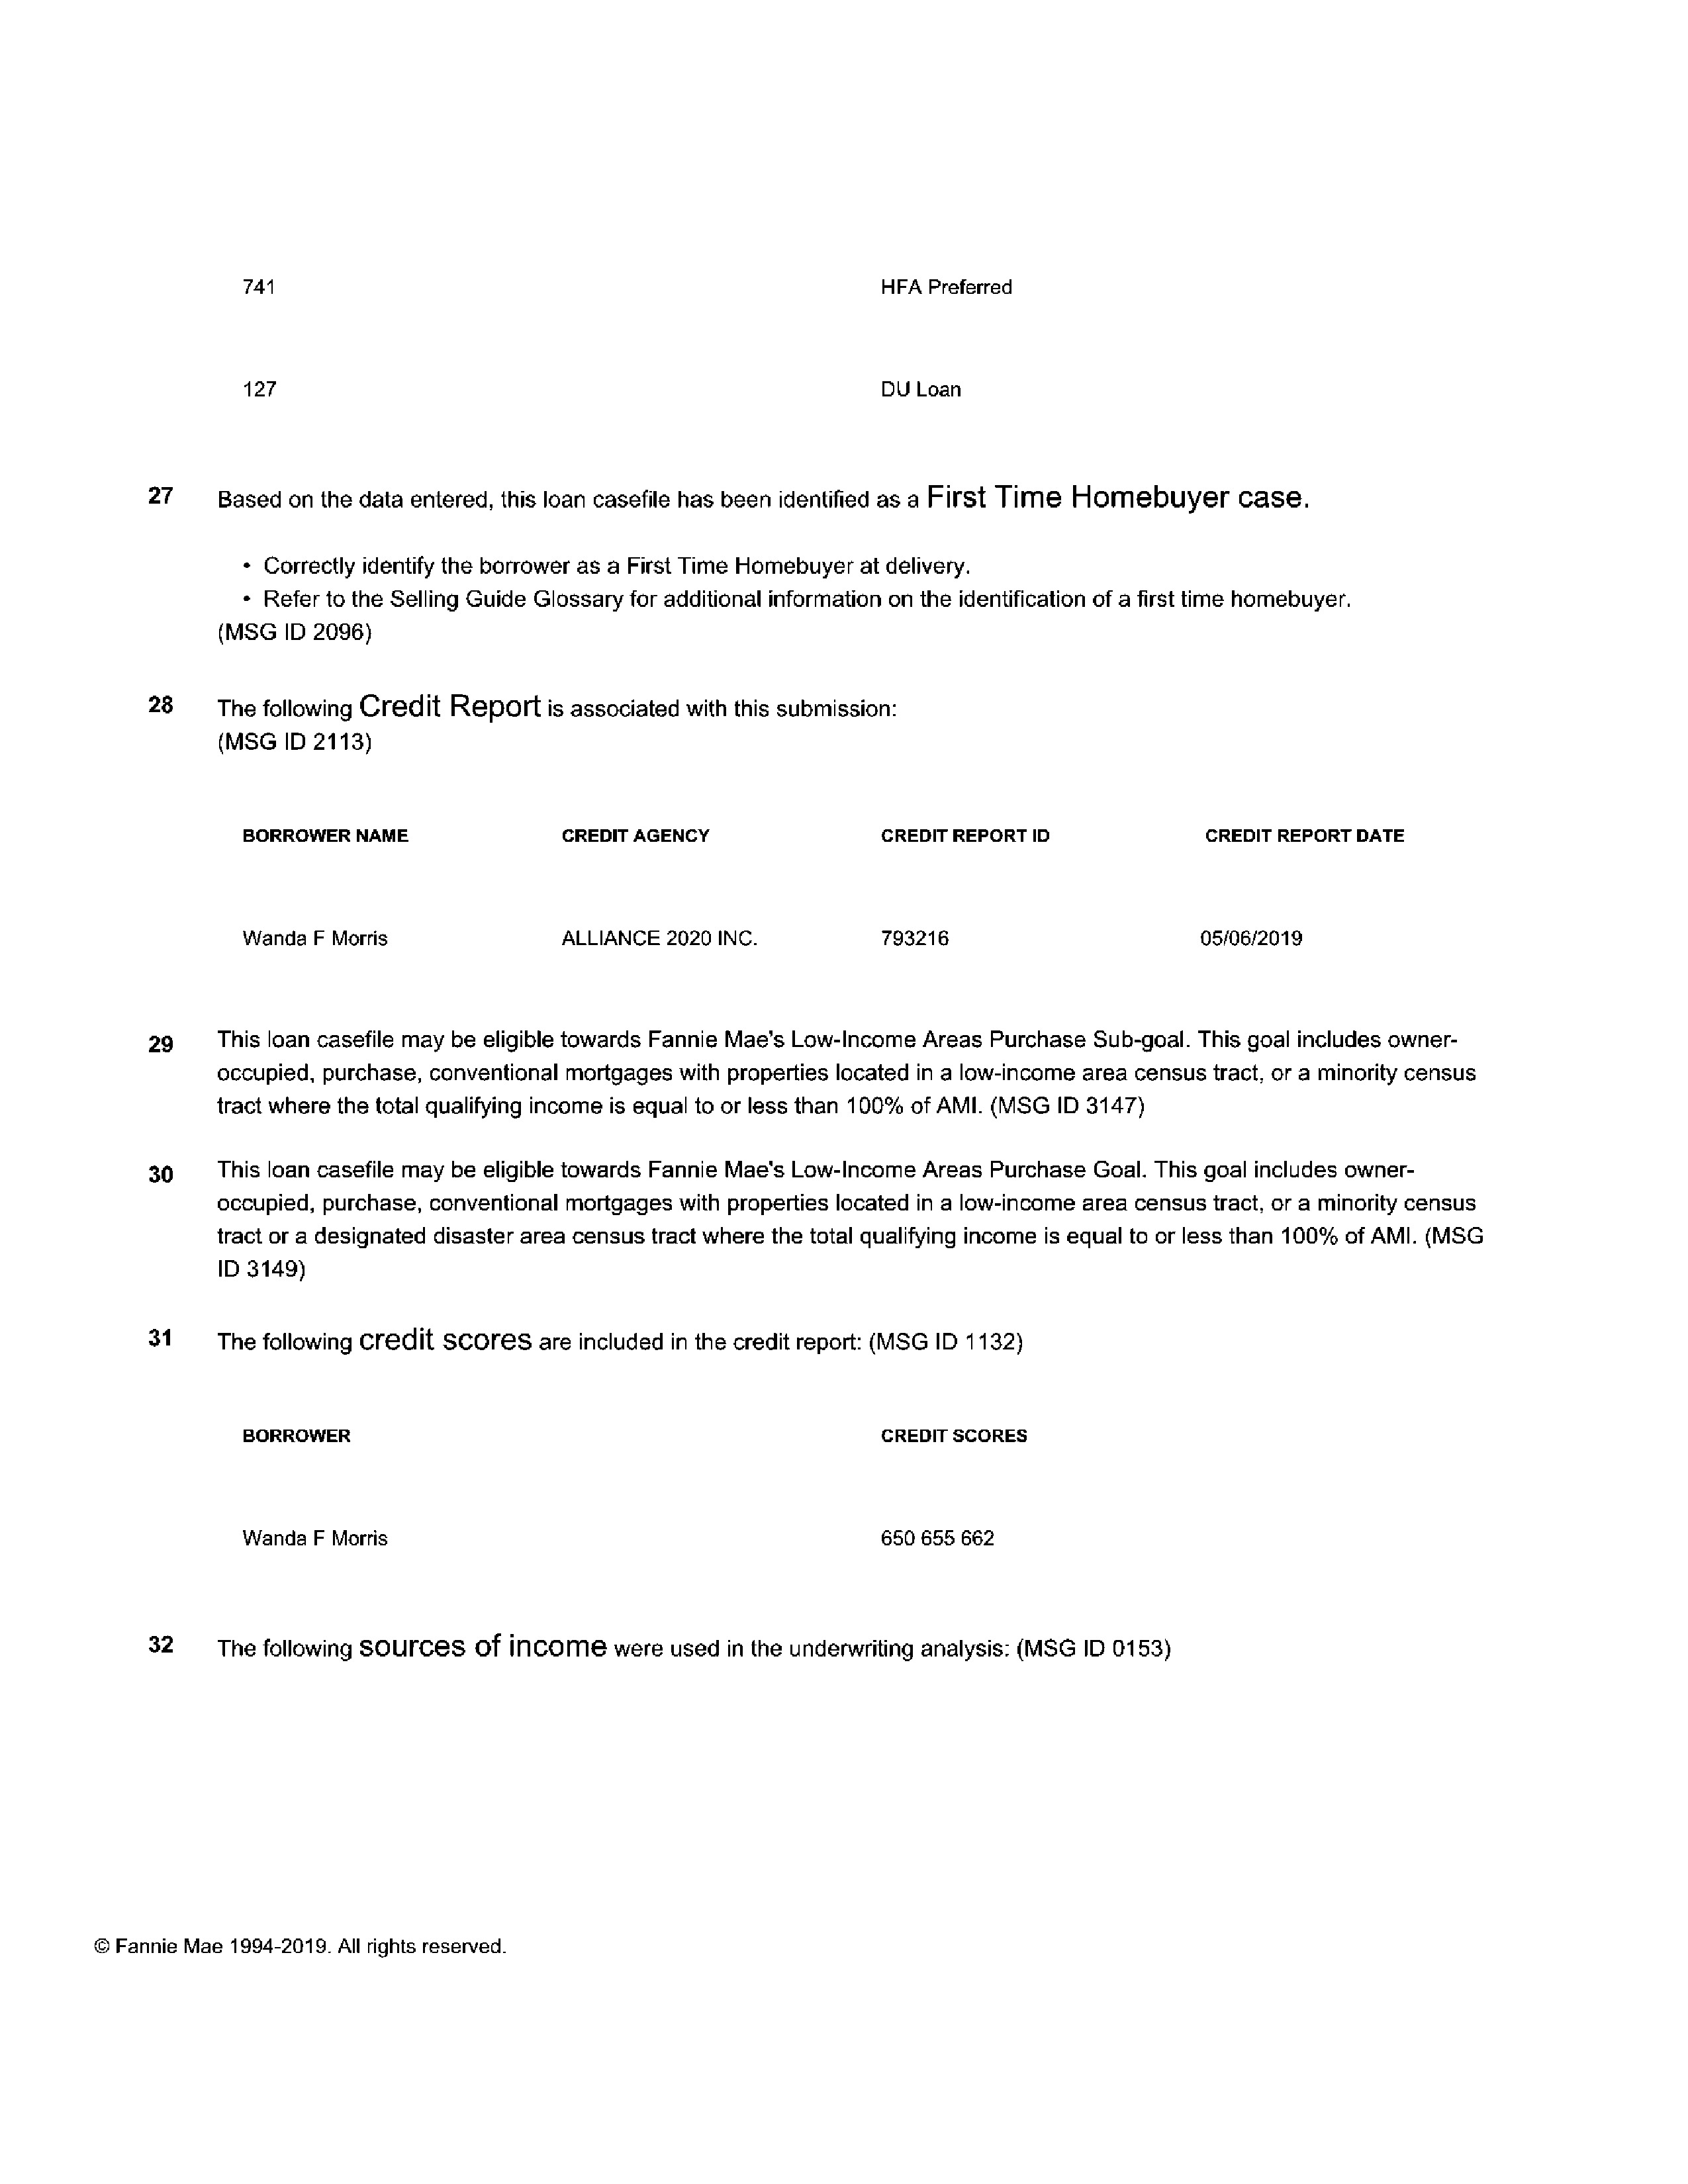 741 HFA Preferred
127 DU Loan
27 Based on the data entered, this loan casefile has been identified as a First Time Homebuyer case.
• Correctly identify the borrower as a First Time Homebuyer at delivery.
• Refer to the Selling Guide Glossary for additional information on the identification of a first time homebuyer.
(MSG ID 2096)
28 The following Credit Report is associated with this submission:
(MSG ID 2113)
BORROWER NAME CREDIT AGENCY CREDIT REPORT ID CREDIT REPORT DATE
Wanda F Morris ALLIANCE 2020 INC. 793216 05/06/2019
29 This loan casefile may be eligible towards Fannie Mae's Low-Income Areas Purchase Sub-goal. This goal includes owner-
occupied, purchase, conventional mortgages with properties located in a low-income area census tract, or a minority census
tract where the total qualifying income is equal to or less than 100% of AMI. (MSG ID 3147)
30 This loan casefile may be eligible towards Fannie Mae's Low-Income Areas Purchase Goal. This goal includes owner-
occupied, purchase, conventional mortgages with properties located in a low-income area census tract, or a minority census
tract or a designated disaster area census tract where the total qualifying income is equal to or less than 100% of AMI. (MSG
ID 3149)
31 The following credit scores are included in the credit report: (MSG ID 1132)
BORROWER CREDIT SCORES
Wanda F Morris 650 655 662
32 The following sources of income were used in the underwriting analysis: (MSG ID 0153)
© Fannie Mae 1994-2019. All rights reserved.